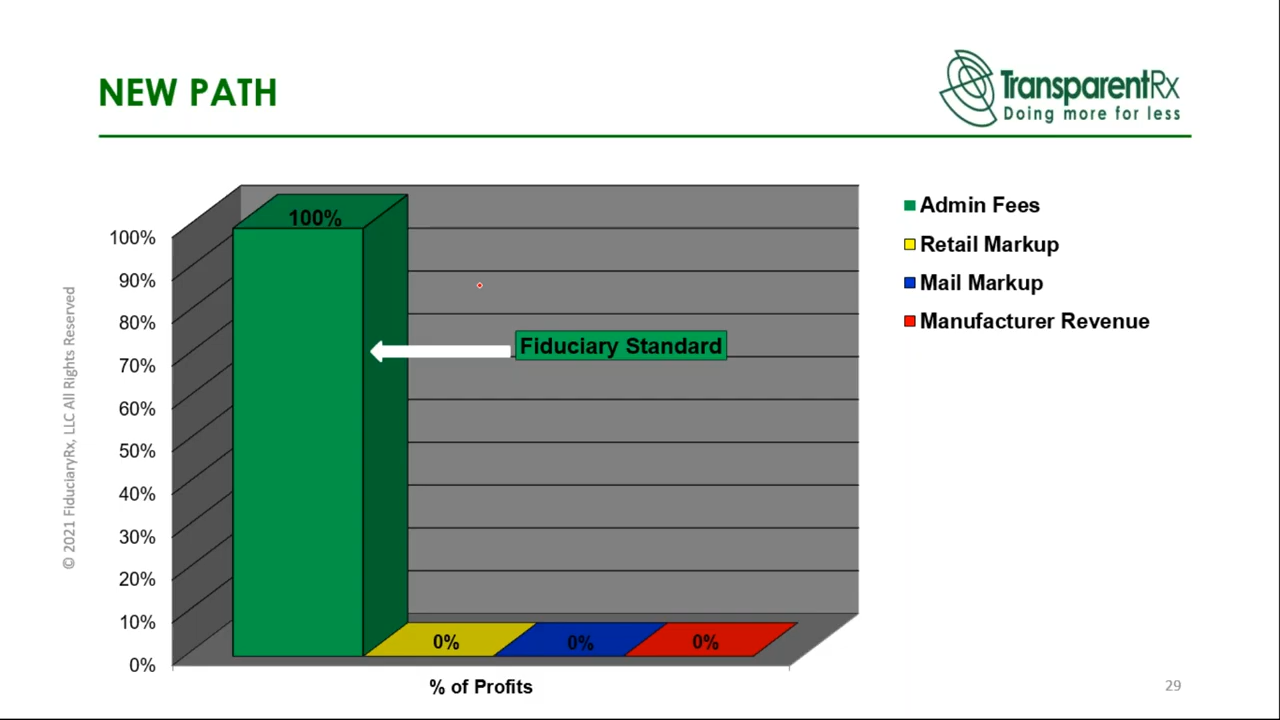 NEW PATH
TransparentRx
Doing more for less
100%
90%
80%
70%
60%
50%
40%
30%
20%
10%
0%
100%
Fiduciary Standard
0%
0%
0%
% of Profits
Admin Fees
Retail Markup
Mail Markup
Manufacturer Revenue
© 2021 FiduciaryRx, LLC All Rights Reserved
29